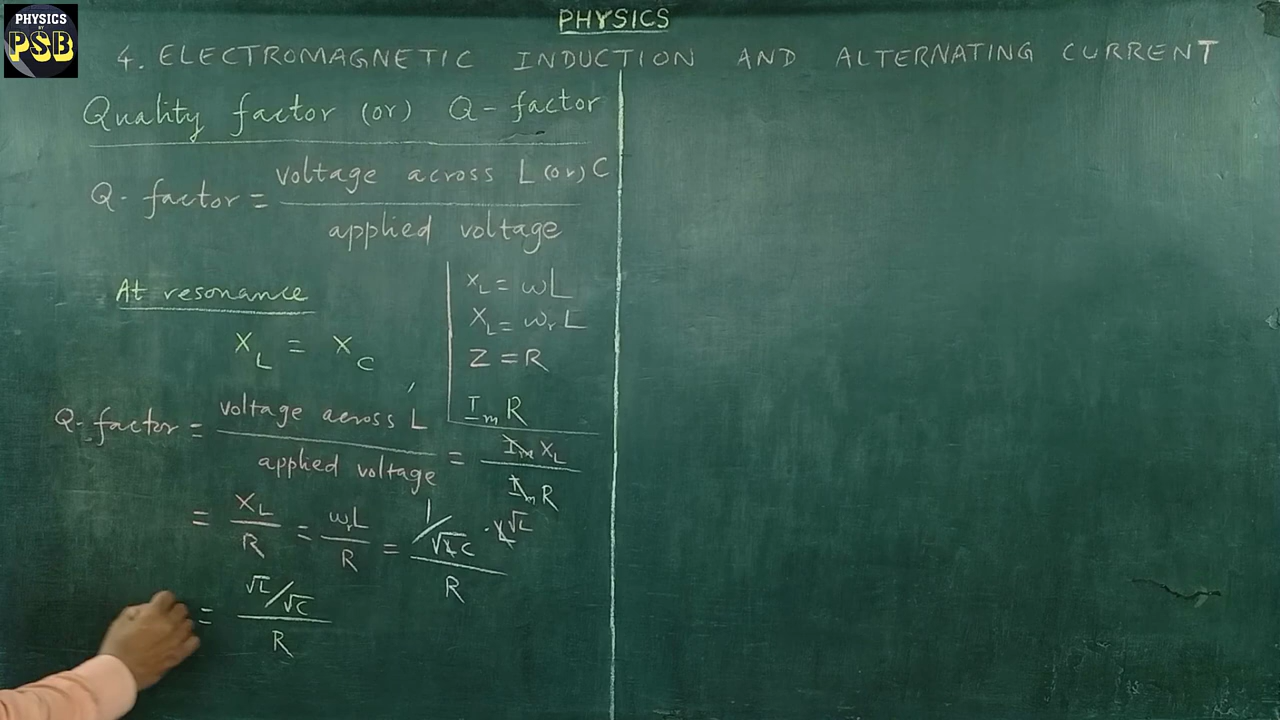 PHYSICS
BY
PSB
PHYSICS
4. ELECTROMAGNETIC INDUCTION AND ALTERNATING CURRENT
Quality factor (or) Q-factor
Q-factor = voltage across L (or) C / applied voltage
At resonance
X_L = X_C
X_L = ωL
X_L = ω_r L
Z = R
I_m R
Q-factor = voltage across L / applied voltage = I_m X_L / I_m R
= X_L / R = ω_r L / R = 1/√LC · L √L / R
= √L/√C / R